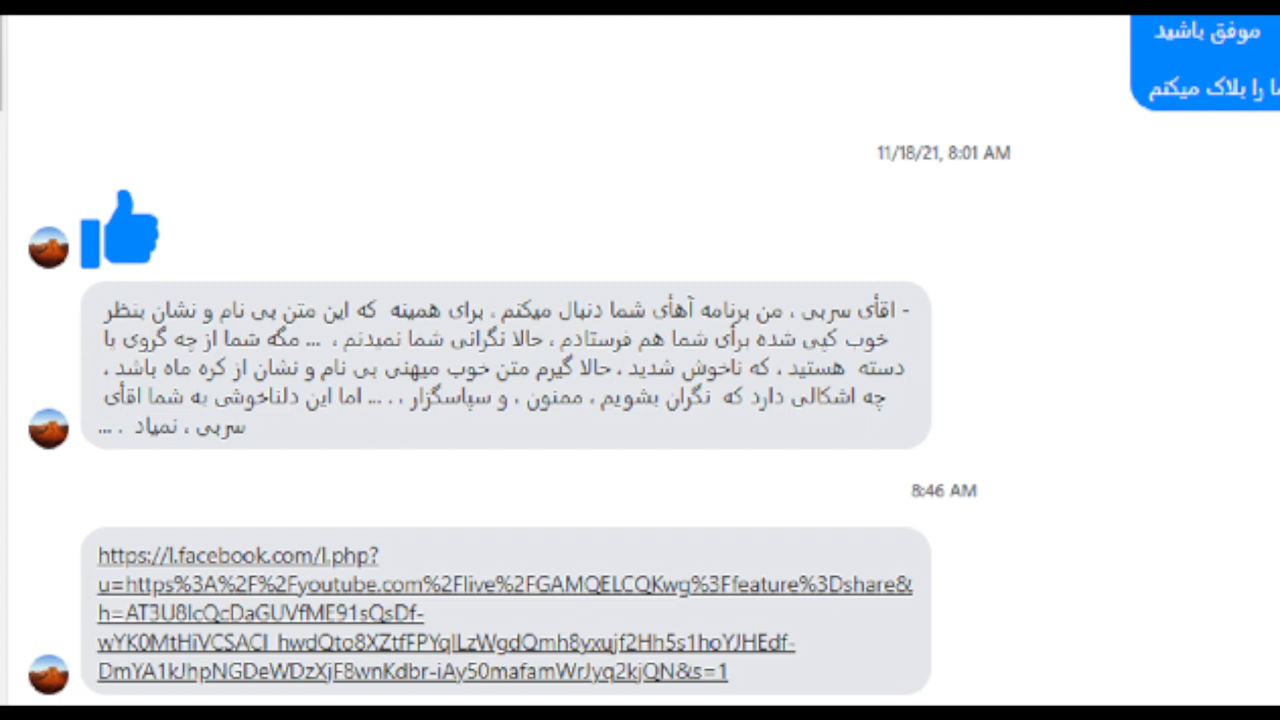 موفق باشید
ما را بلاک میکنم
11/18/21, 8:01 AM
- اقأی سربی ، من برنامه آهأی شما دنبال میکنم ، برای همینه که این متن بی نام و نشان بنظر
خوب کپی شده برأی شما هم فرستادم ، حالا نگرانی شما نمیدنم ، ... مگه شما از چه گروی یا
دسته هستید ، که ناخوش شدید ، حالا گیرم متن خوب میهنی بی نام و نشان از کره ماه باشد ،
چه اشکالی دارد که نگران بشویم ، ممنون ، و سپاسگزار ، . ... اما این دلناخوشی به شما اقأی
سربی ، نمیاد . ...
8:46 AM
https://l.facebook.com/l.php?
u=https%3A%2F%2Fyoutube.com%2Flive%2FGAMQELCQKwg%3Ffeature%3Dshare&
h=AT3U8lcQcDaGUVfME91sQsDf-
wYK0MtHiVCSACl_hwdQto8XZtfFPYqlLzWgdQmh8yxujf2Hh5s1hoYJHEdf-
DmYA1kJhpNGDeWDzXjF8wnKdbr-iAy50mafamWrJyq2kjQN&s=1